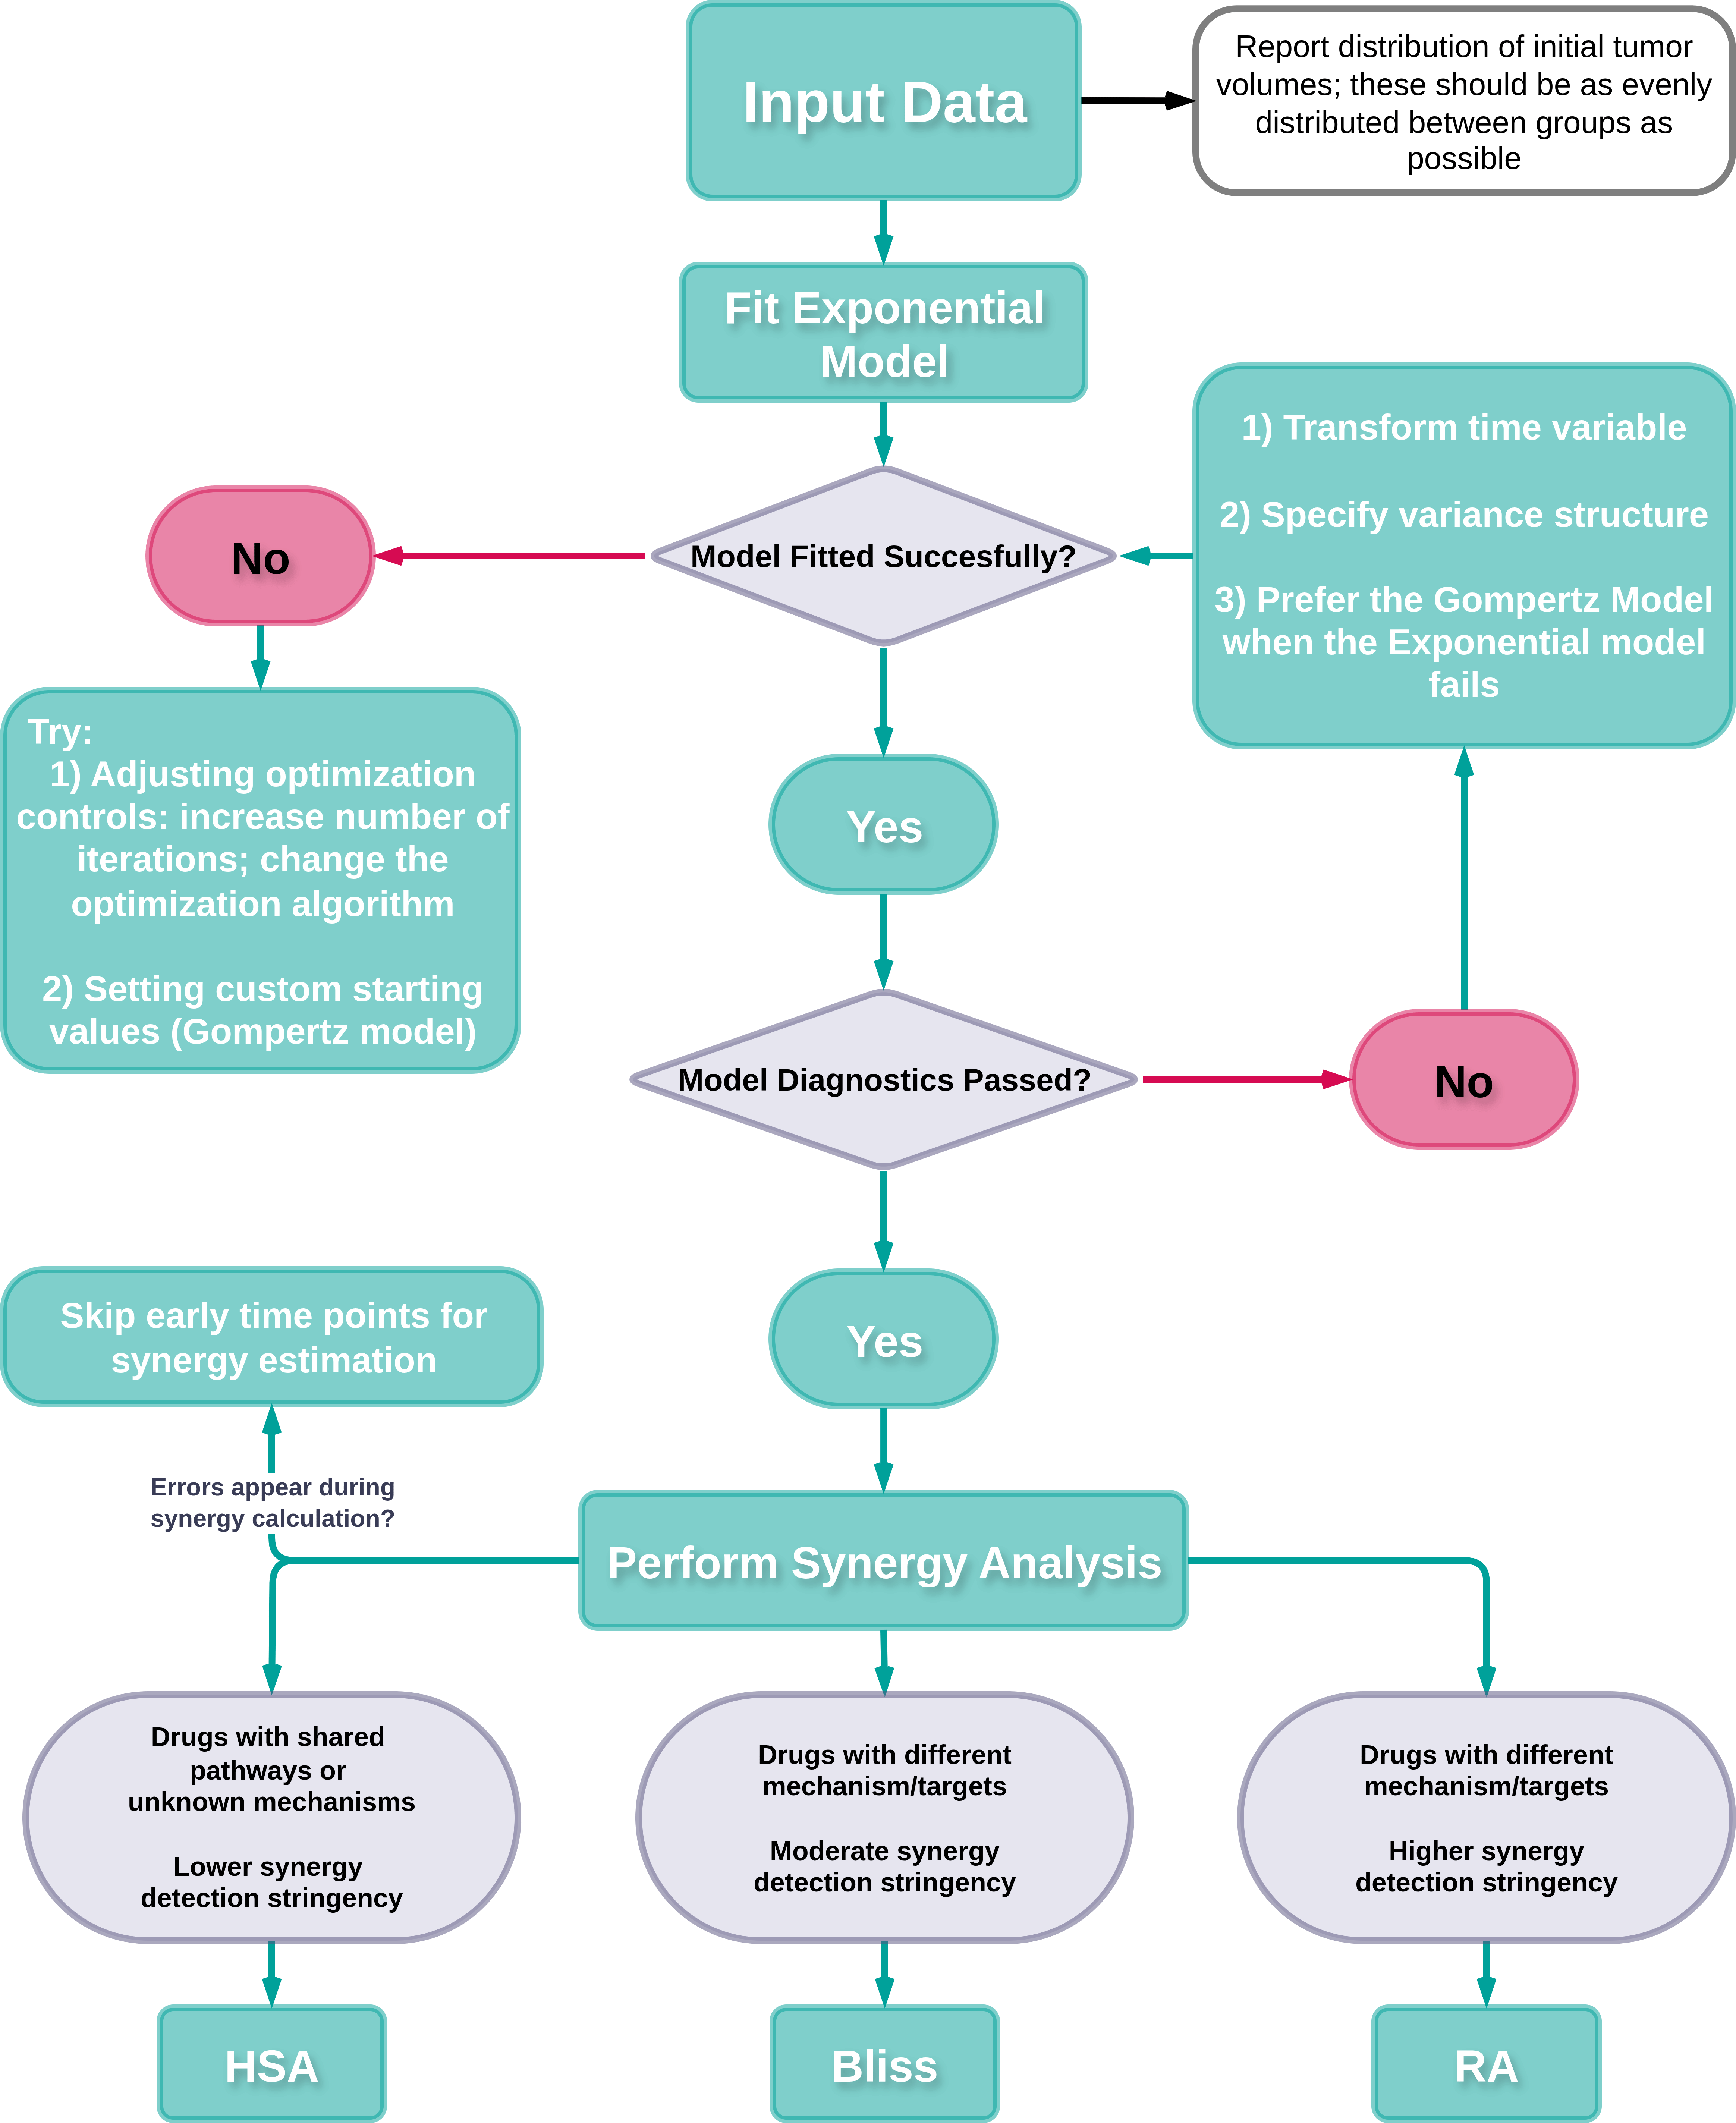 Input Data
Report distribution of initial tumor
volumes; these should be as evenly
distributed between groups as
possible
Fit Exponential
Model
1) Transform time variable
2) Specify variance structure
3) Prefer the Gompertz Model
when the Exponential model
fails
Model Fitted Succesfully?
No
Try:
1) Adjusting optimization
controls: increase number of
iterations; change the
optimization algorithm
2) Setting custom starting
values (Gompertz model)
Yes
Model Diagnostics Passed?
No
Yes
Skip early time points for
synergy estimation
Errors appear during
synergy calculation?
Perform Synergy Analysis
Drugs with shared
pathways or
unknown mechanisms
Lower synergy
detection stringency
Drugs with different
mechanism/targets
Moderate synergy
detection stringency
Drugs with different
mechanism/targets
Higher synergy
detection stringency
HSA
Bliss
RA